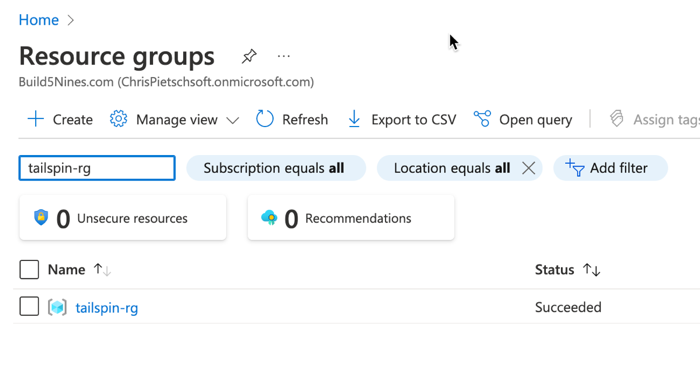 Home
Resource groups
Build5Nines.com (ChrisPietschsoft.onmicrosoft.com)
Create Manage view Refresh Export to CSV Open query Assign tags
tailspin-rg Subscription equals all Location equals all Add filter
0 Unsecure resources 0 Recommendations
Name Status
tailspin-rg Succeeded